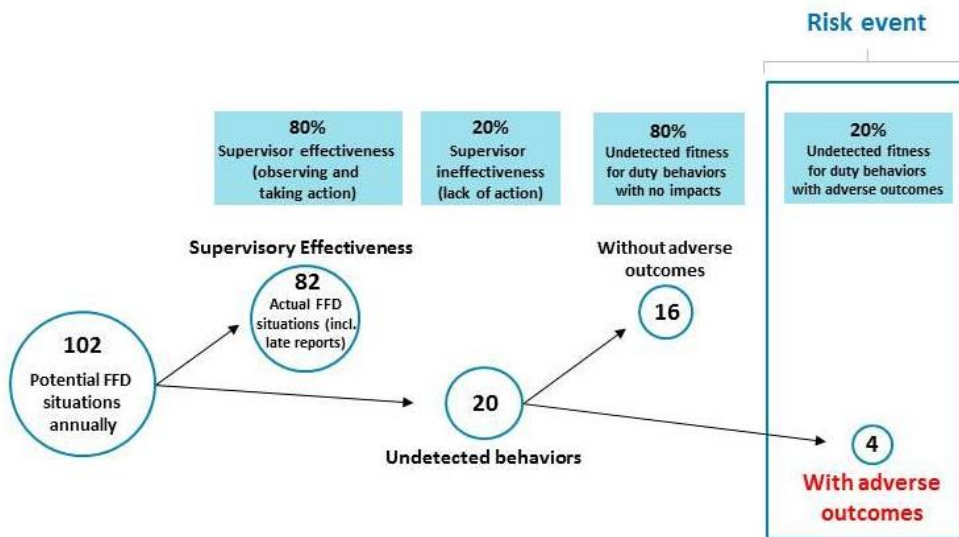 Risk event
80%
Supervisor effectiveness
(observing and
taking action)
20%
Supervisor
ineffectiveness
(lack of action)
80%
Undetected fitness
for duty behaviors
with no impacts
20%
Undetected fitness
for duty behaviors
with adverse outcomes
Supervisory Effectiveness
82
Actual FFD
situations (incl.
late reports)
Without adverse
outcomes
16
102
Potential FFD
situations
annually
20
Undetected behaviors
4
With adverse
outcomes